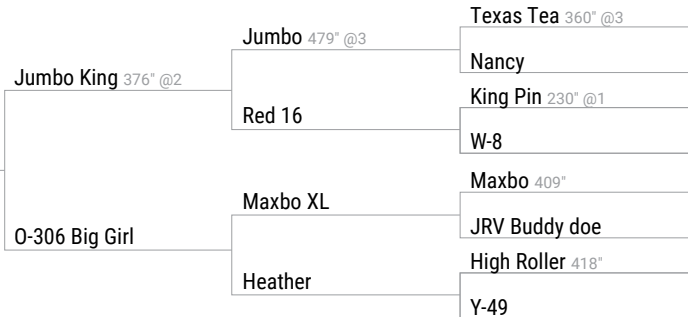 Texas Tea 360" @3
Jumbo 479" @3
Nancy
Jumbo King 376" @2
King Pin 230" @1
Red 16
W-8
Maxbo 409"
Maxbo XL
JRV Buddy doe
O-306 Big Girl
High Roller 418"
Heather
Y-49